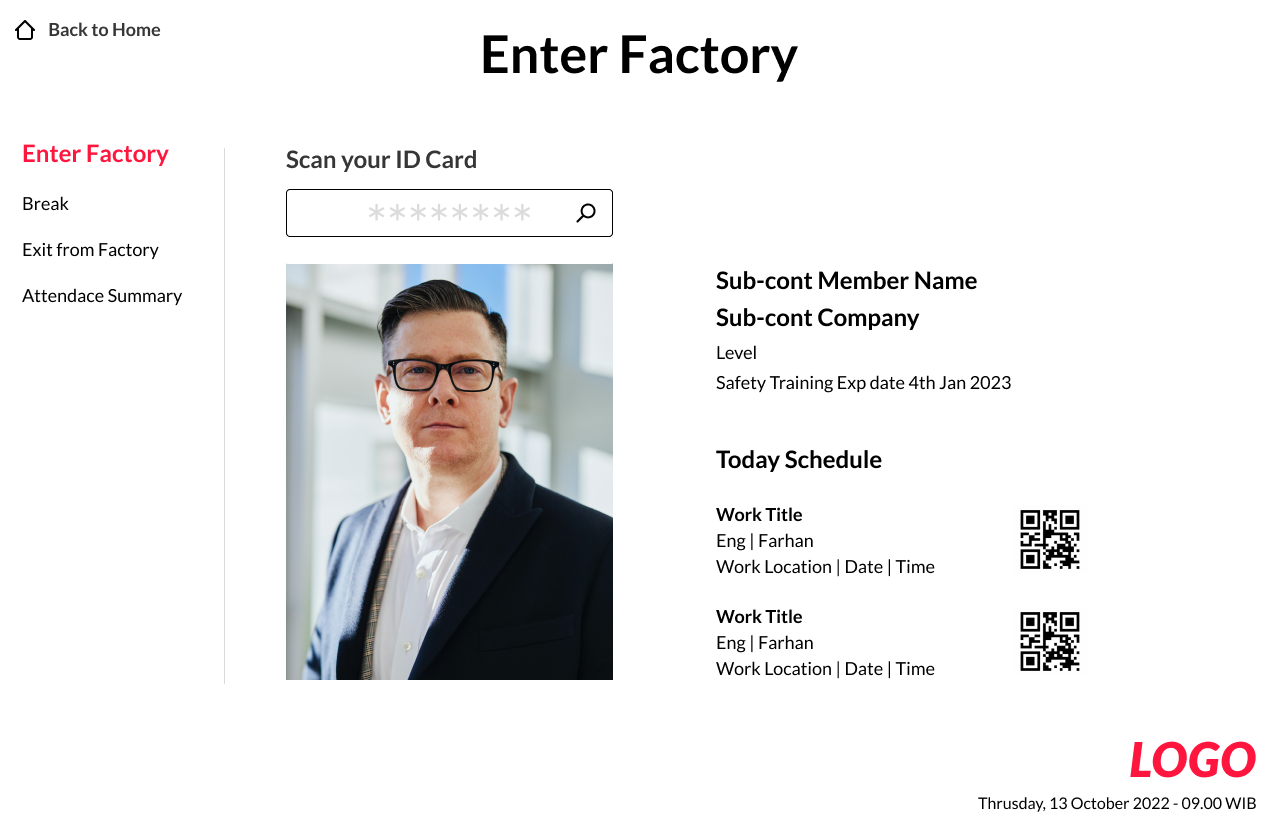 Back to Home
Enter Factory
Enter Factory
Break
Exit from Factory
Attendace Summary
Scan your ID Card
********
Sub-cont Member Name
Sub-cont Company
Level
Safety Training Exp date 4th Jan 2023
Today Schedule
Work Title
Eng | Farhan
Work Location | Date | Time
Work Title
Eng | Farhan
Work Location | Date | Time
LOGO
Thrusday, 13 October 2022 - 09.00 WIB